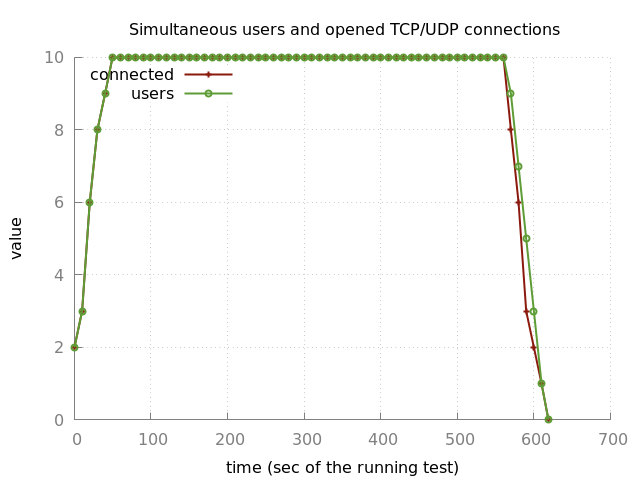 Simultaneous users and opened TCP/UDP connections
10
connected
users
8
6
value
4
2
0
0 100 200 300 400 500 600 700
time (sec of the running test)